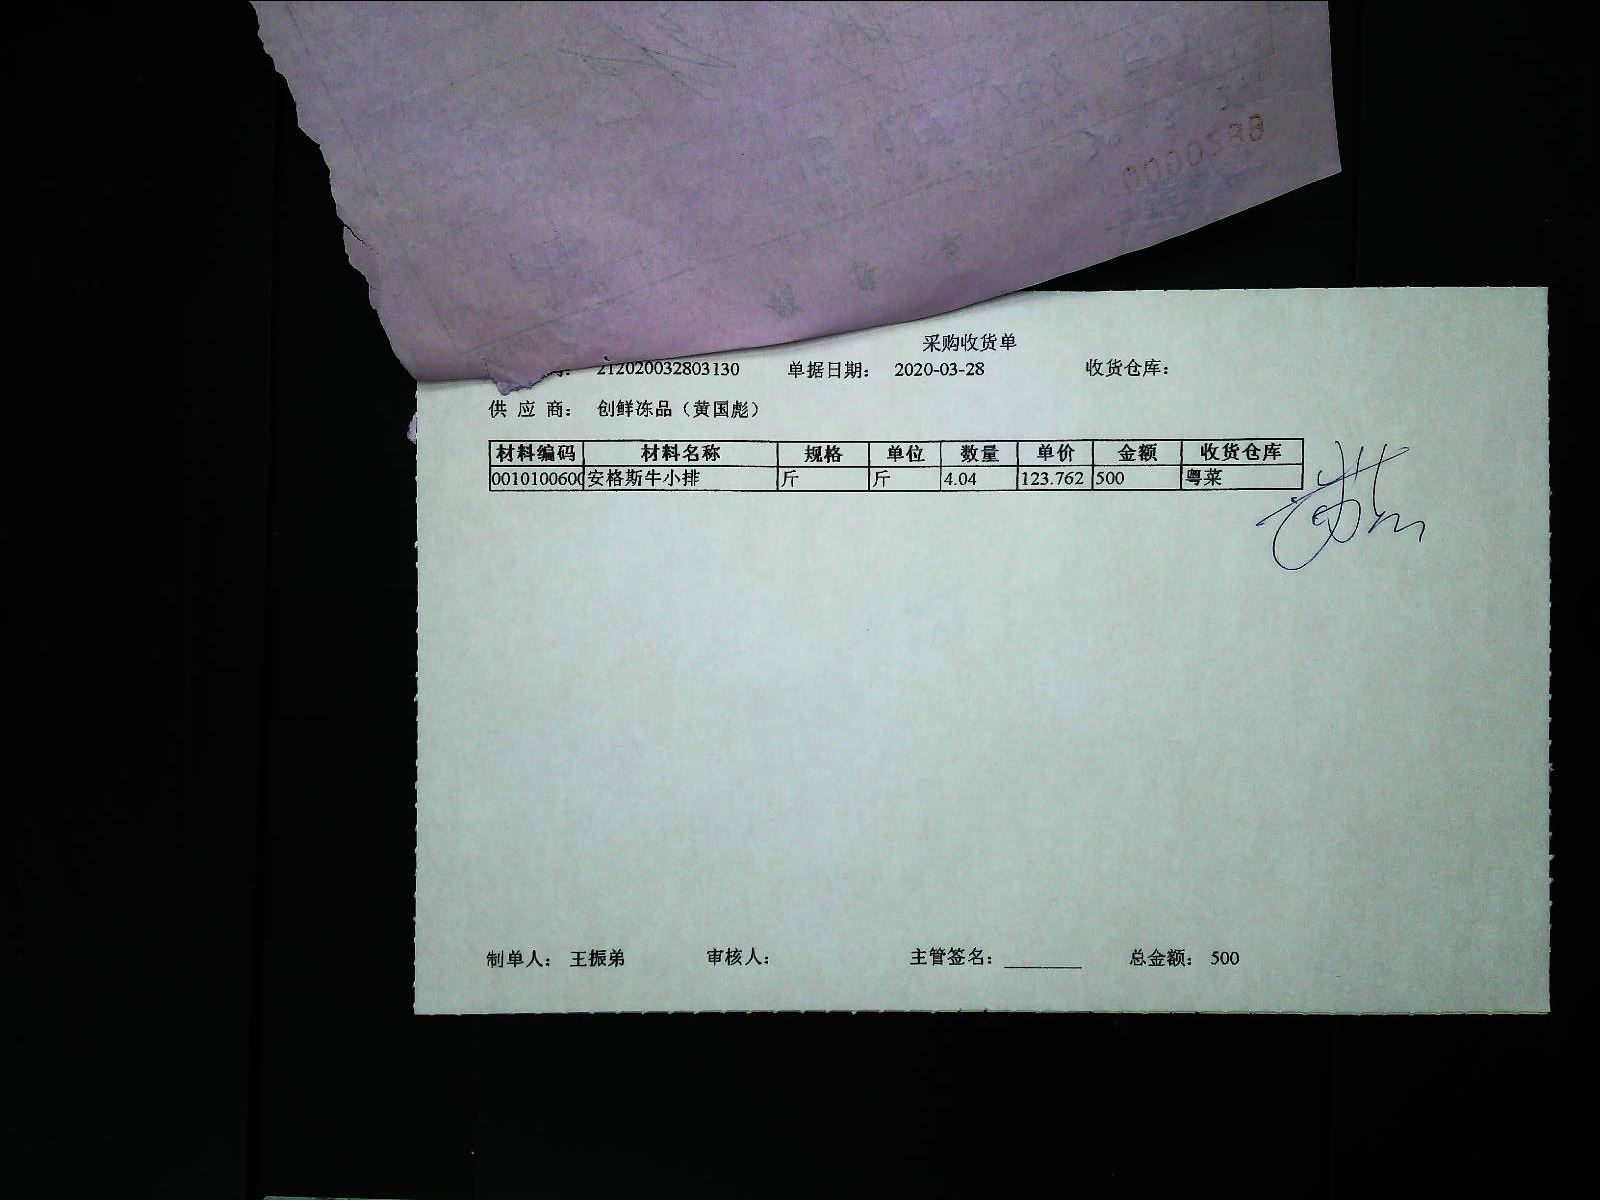 0000588
采购收货单
212020032803130 单据日期： 2020-03-28 收货仓库：
供 应 商： 创鲜冻品（黄国彪）
材料编码 材料名称 规格 单位 数量 单价 金额 收货仓库
0010100600 安格斯牛小排 斤 斤 4.04 123.762 500 粤菜
制单人： 王振弟 审核人： 主管签名： 总金额： 500